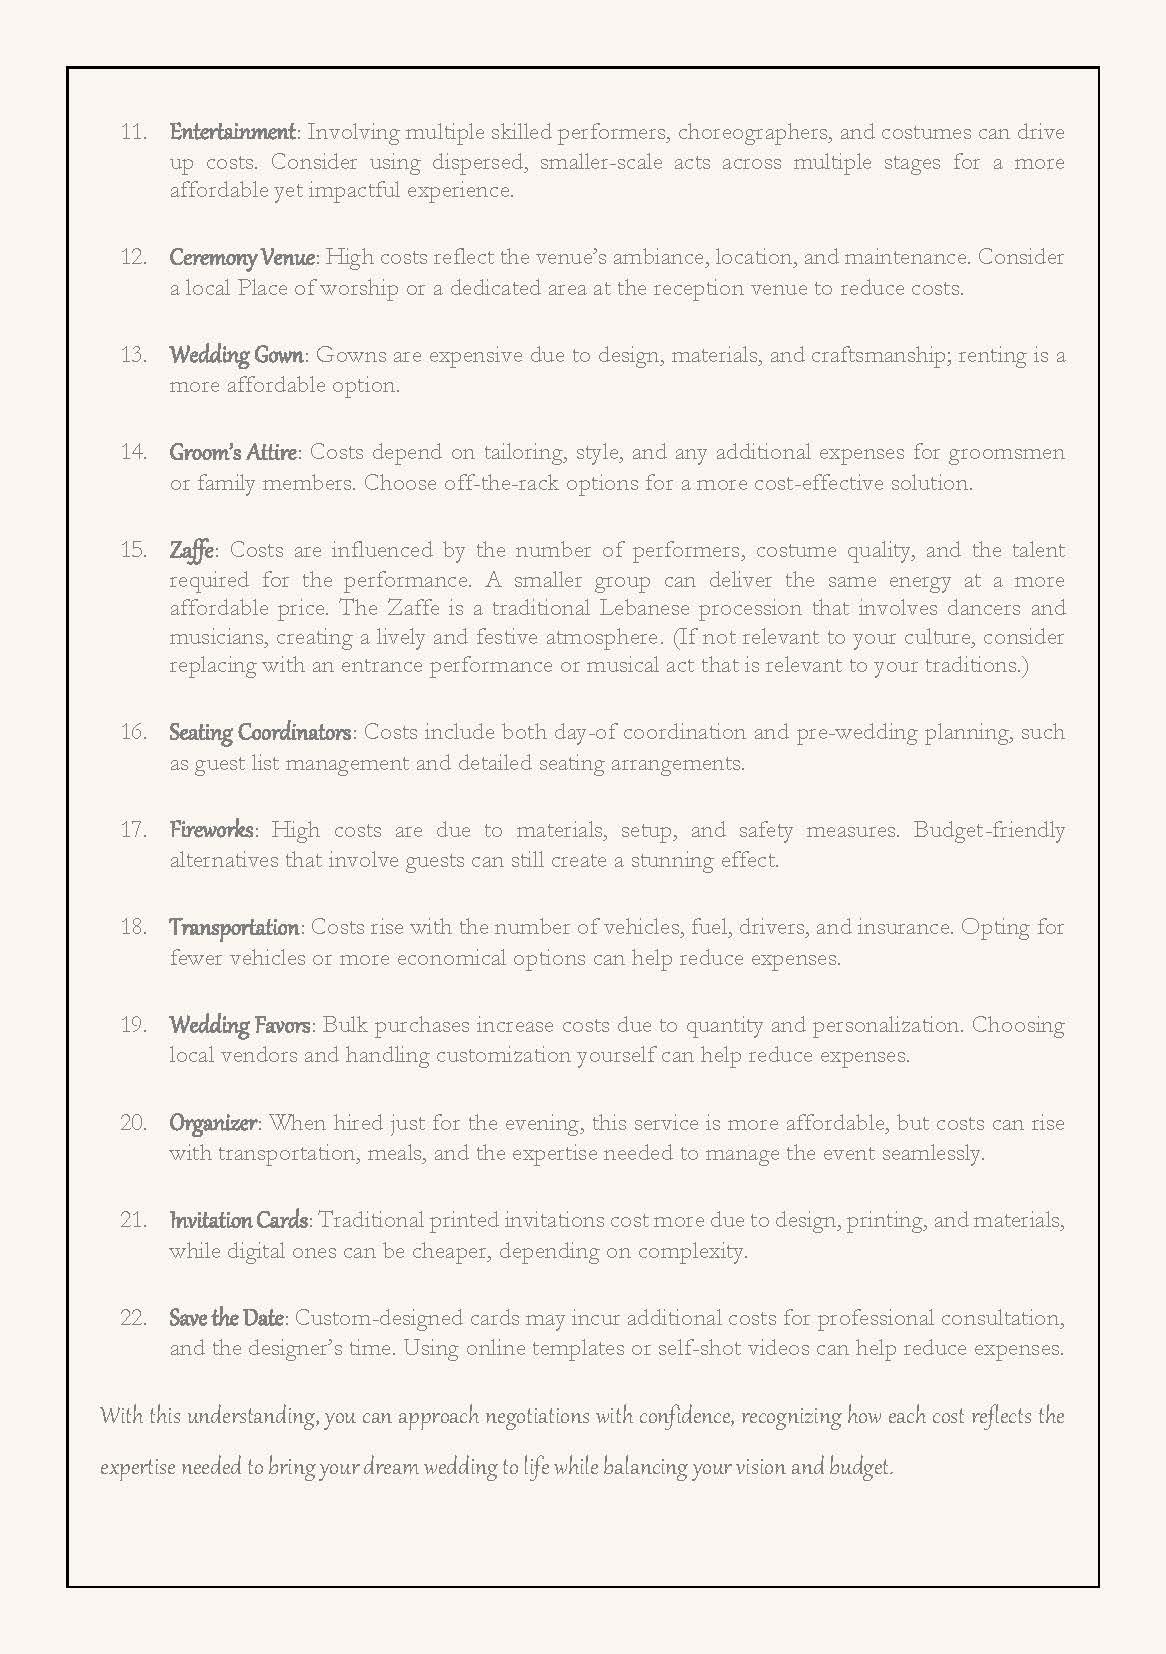 11. Entertainment: Involving multiple skilled performers, choreographers, and costumes can drive
up costs. Consider using dispersed, smaller-scale acts across multiple stages for a more
affordable yet impactful experience.
12. Ceremony Venue: High costs reflect the venue’s ambiance, location, and maintenance. Consider
a local Place of worship or a dedicated area at the reception venue to reduce costs.
13. Wedding Gown: Gowns are expensive due to design, materials, and craftsmanship; renting is a
more affordable option.
14. Groom’s Attire: Costs depend on tailoring, style, and any additional expenses for groomsmen
or family members. Choose off-the-rack options for a more cost-effective solution.
15. Zaffe: Costs are influenced by the number of performers, costume quality, and the talent
required for the performance. A smaller group can deliver the same energy at a more
affordable price. The Zaffe is a traditional Lebanese procession that involves dancers and
musicians, creating a lively and festive atmosphere. (If not relevant to your culture, consider
replacing with an entrance performance or musical act that is relevant to your traditions.)
16. Seating Coordinators: Costs include both day-of coordination and pre-wedding planning, such
as guest list management and detailed seating arrangements.
17. Fireworks: High costs are due to materials, setup, and safety measures. Budget-friendly
alternatives that involve guests can still create a stunning effect.
18. Transportation: Costs rise with the number of vehicles, fuel, drivers, and insurance. Opting for
fewer vehicles or more economical options can help reduce expenses.
19. Wedding Favors: Bulk purchases increase costs due to quantity and personalization. Choosing
local vendors and handling customization yourself can help reduce expenses.
20. Organizer: When hired just for the evening, this service is more affordable, but costs can rise
with transportation, meals, and the expertise needed to manage the event seamlessly.
21. Invitation Cards: Traditional printed invitations cost more due to design, printing, and materials,
while digital ones can be cheaper, depending on complexity.
22. Save the Date: Custom-designed cards may incur additional costs for professional consultation,
and the designer’s time. Using online templates or self-shot videos can help reduce expenses.
With this understanding, you can approach negotiations with confidence, recognizing how each cost reflects the
expertise needed to bring your dream wedding to life while balancing your vision and budget.